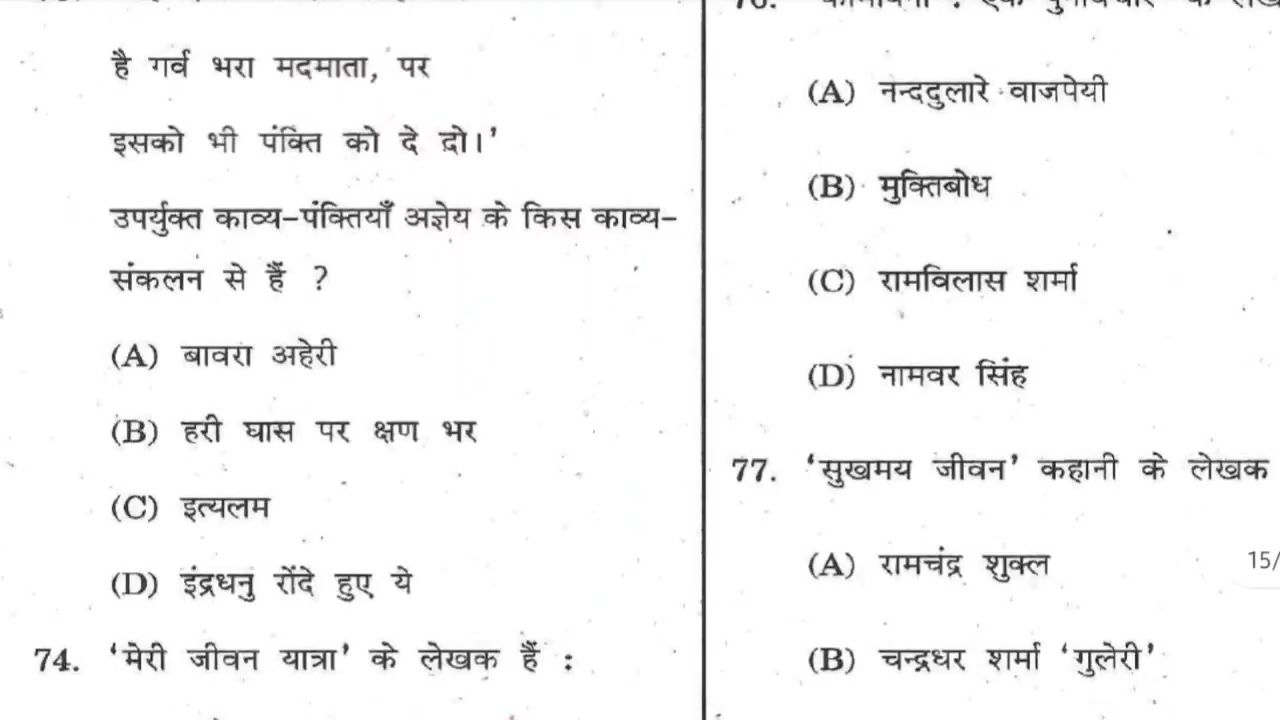 है गर्व भरा मदमाता, पर
इसको भी पंक्ति को दे दो।'
उपर्युक्त काव्य-पंक्तियाँ अज्ञेय के किस काव्य-
संकलन से हैं ?
(A) बावरा अहेरी
(B) हरी घास पर क्षण भर
(C) इत्यलम
(D) इंद्रधनु रोंदे हुए ये
74. 'मेरी जीवन यात्रा' के लेखक हैं :
(A) नन्ददुलारे वाजपेयी
(B) मुक्तिबोध
(C) रामविलास शर्मा
(D) नामवर सिंह
77. 'सुखमय जीवन' कहानी के लेखक
(A) रामचंद्र शुक्ल
(B) चन्द्रधर शर्मा 'गुलेरी'
15/